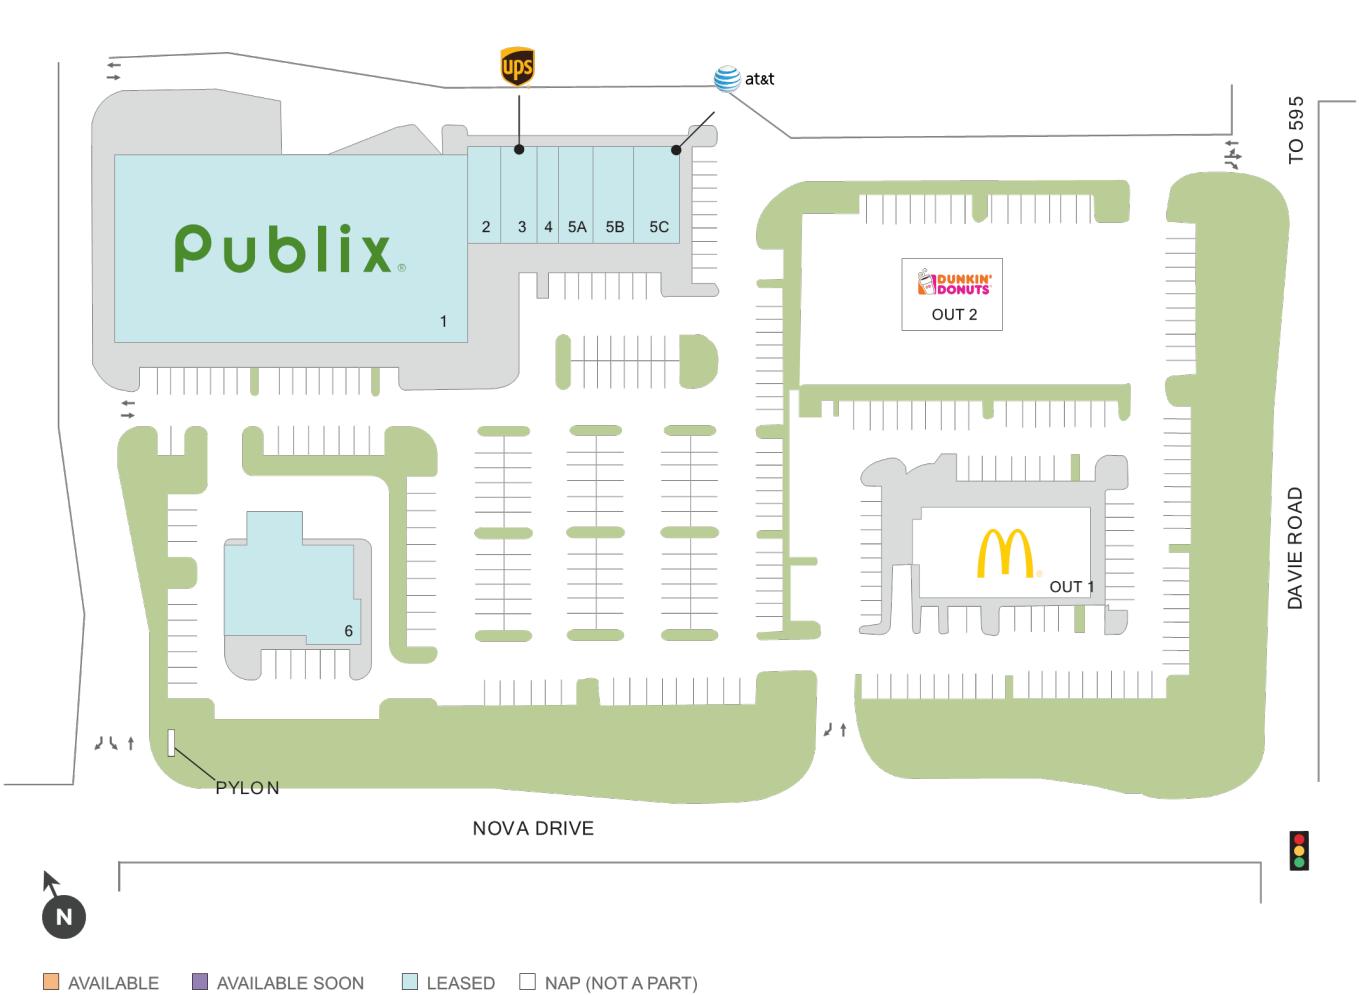 ups
at&t
TO 595
2
3
4
5A
5B
5C
Publix®
1
DUNKIN'
DONUTS
OUT 2
DAVIE ROAD
OUT 1
6
PYLON
NOVA DRIVE
N
AVAILABLE
AVAILABLE SOON
LEASED
NAP (NOT A PART)